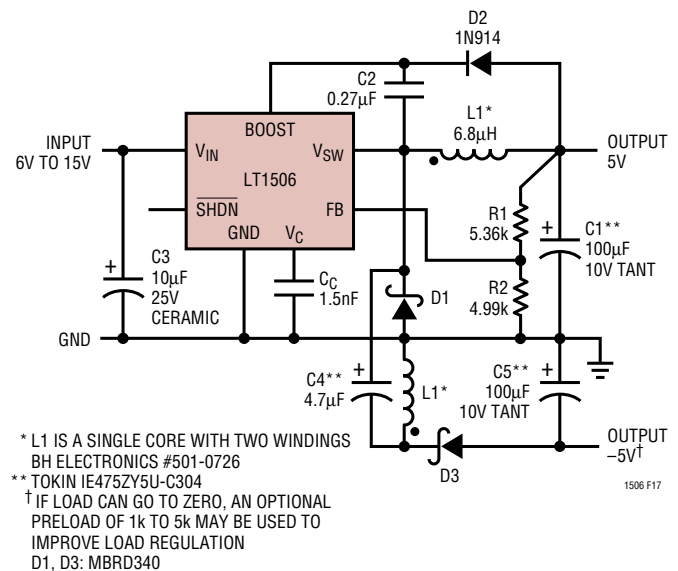 D2
1N914
C2
0.27µF
L1*
6.8µH
INPUT
6V TO 15V
BOOST
VIN
VSW
LT1506
SHDN
FB
GND
VC
OUTPUT
5V
R1
5.36k
R2
4.99k
+
C1**
100µF
10V TANT
+
C3
10µF
25V
CERAMIC
CC
1.5nF
D1
GND
+
C4**
4.7µF
L1*
+
C5**
100µF
10V TANT
D3
OUTPUT
–5V†
1506 F17
* L1 IS A SINGLE CORE WITH TWO WINDINGS
BH ELECTRONICS #501-0726
** TOKIN IE475ZY5U-C304
† IF LOAD CAN GO TO ZERO, AN OPTIONAL
PRELOAD OF 1k TO 5k MAY BE USED TO
IMPROVE LOAD REGULATION
D1, D3: MBRD340